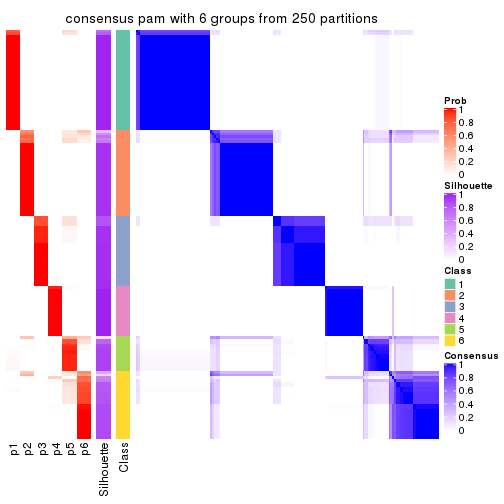 consensus pam with 6 groups from 250 partitions
Prob
1
0.8
0.6
0.4
0.2
0
Silhouette
1
0.8
0.6
0.4
0.2
0
Class
1
2
3
4
5
6
Consensus
1
0.8
0.6
0.4
0.2
0
p1
p2
p3
p4
p5
p6
Silhouette
Class